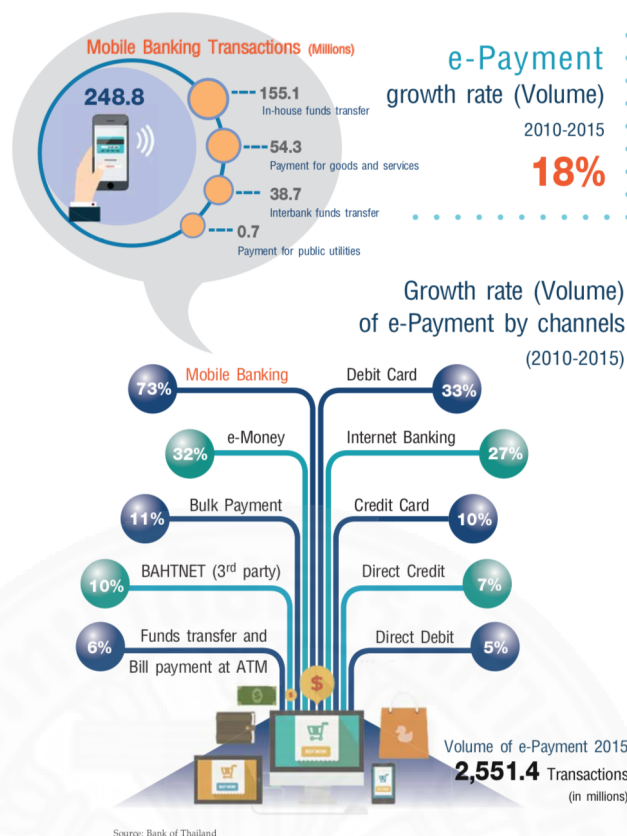 Mobile Banking Transactions (Millions)
248.8
155.1
In-house funds transfer
54.3
Payment for goods and services
38.7
Interbank funds transfer
0.7
Payment for public utilities
e-Payment
growth rate (Volume)
2010-2015
18%
Growth rate (Volume)
of e-Payment by channels
(2010-2015)
73% Mobile Banking
Debit Card 33%
32% e-Money
Internet Banking 27%
11% Bulk Payment
Credit Card 10%
10% BAHTNET (3rd party)
Direct Credit 7%
6% Funds transfer and
Bill payment at ATM
Direct Debit 5%
$
$
$
BUY NOW
BUY NOW
Volume of e-Payment 2015
2,551.4 Transactions
(in millions)
Source: Bank of Thailand